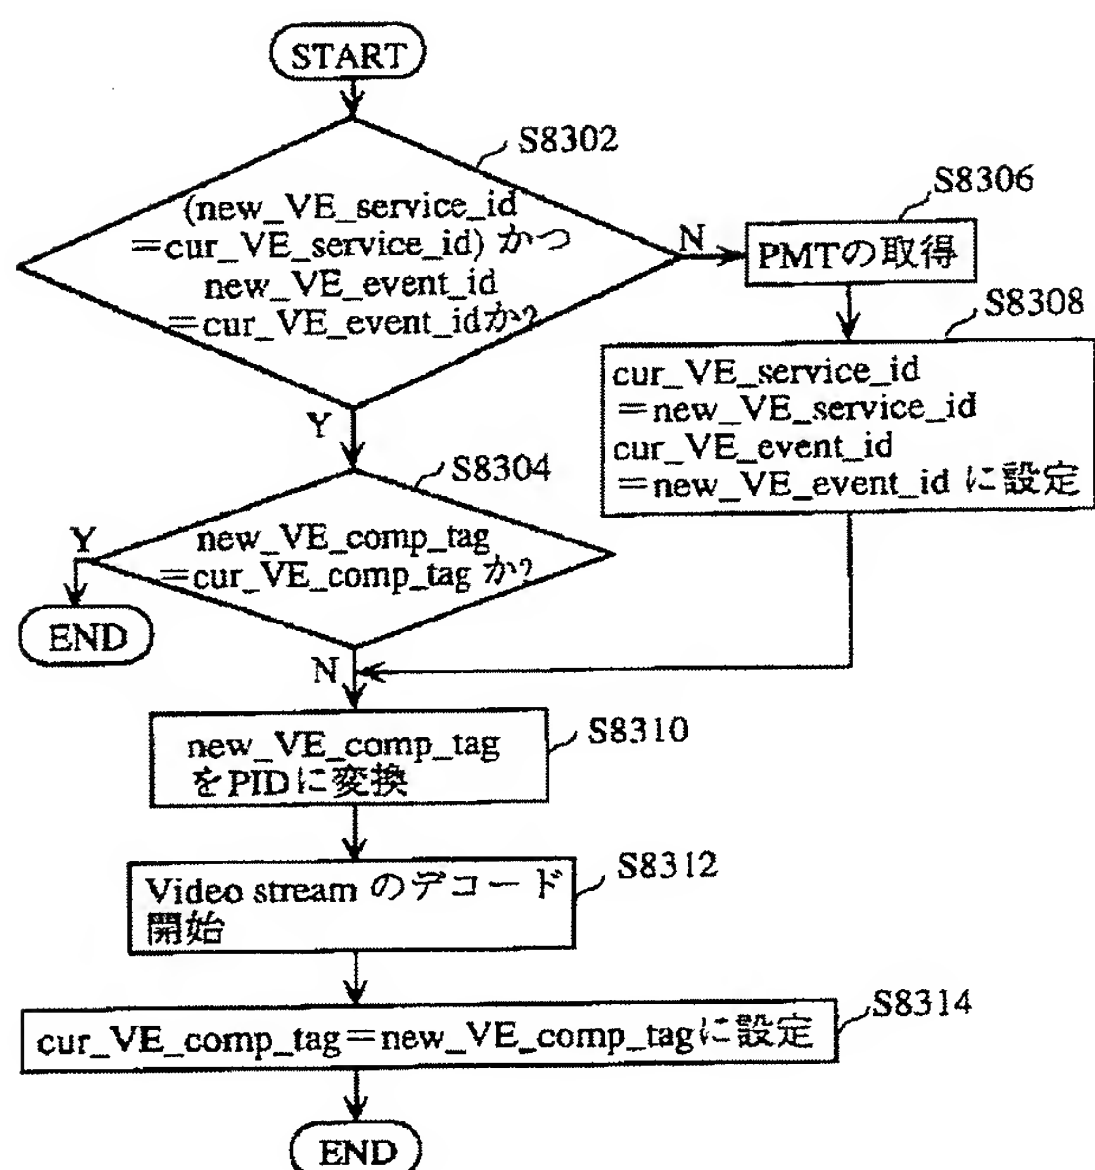 START
S8302
(new_VE_service_id
=cur_VE_service_id) かつ
new_VE_event_id
=cur_VE_event_idか?
N
S8306
PMTの取得
S8308
cur_VE_service_id
=new_VE_service_id
cur_VE_event_id
=new_VE_event_id に設定
Y
S8304
new_VE_comp_tag
=cur_VE_comp_tag か?
Y
END
N
S8310
new_VE_comp_tag
をPIDに変換
S8312
Video stream のデコード
開始
S8314
cur_VE_comp_tag=new_VE_comp_tagに設定
END